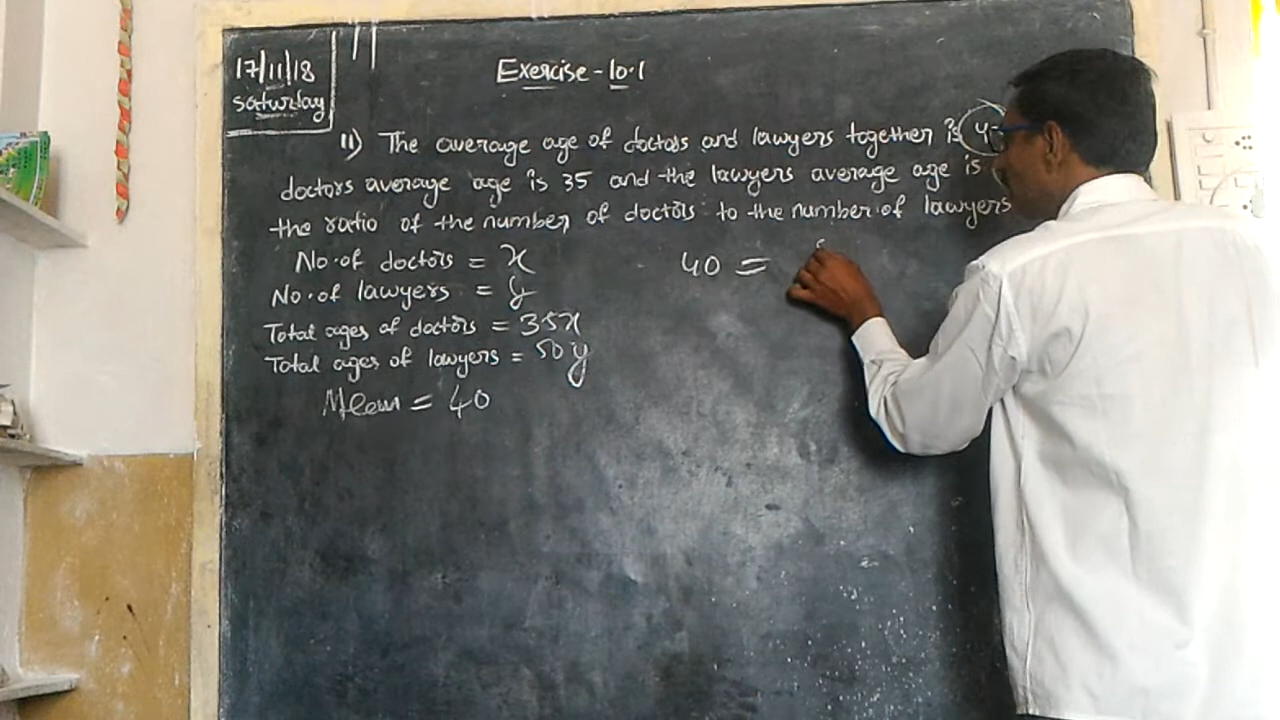 17/11/18
Saturday
Exercise - 10.1
11) The average age of doctors and lawyers together is
doctors average age is 35 and the lawyers average age is
the ratio of the number of doctors to the number of lawyers
No. of doctors = x
No. of lawyers = y
Total ages of doctors = 35x
Total ages of lawyers = 50y
Mean = 40
40 =